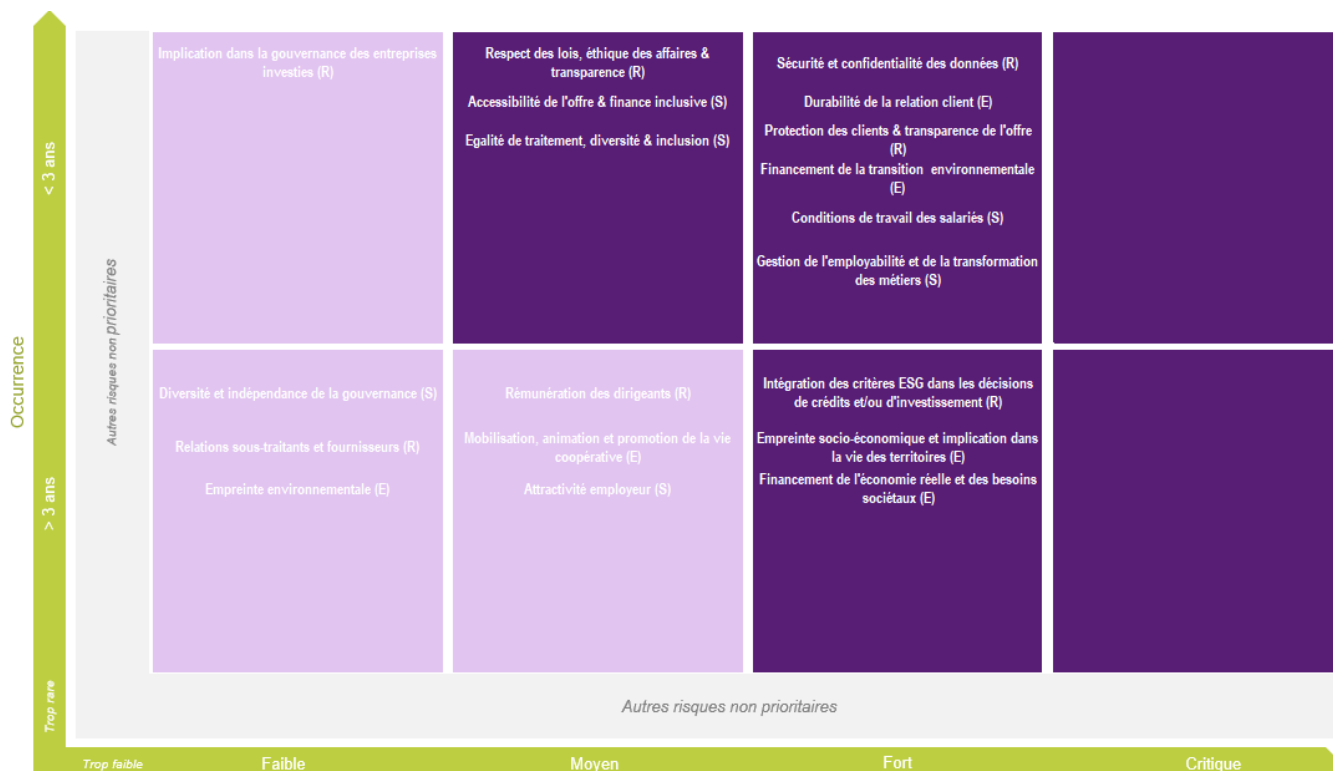 Implication dans la gouvernance des entreprises
investies (R)
Respect des lois, éthique des affaires &
transparence (R)
Accessibilité de l'offre & finance inclusive (S)
Egalité de traitement, diversité & inclusion (S)
Sécurité et confidentialité des données (R)
Durabilité de la relation client (E)
Protection des clients & transparence de l'offre
(R)
Financement de la transition environnementale
(E)
Conditions de travail des salariés (S)
Gestion de l'employabilité et de la transformation
des métiers (S)
< 3 ans
Autres risques non prioritaires
Occurrence
Diversité et indépendance de la gouvernance (S)
Relations sous-traitants et fournisseurs (R)
Empreinte environnementale (E)
Rémunération des dirigeants (R)
Mobilisation, animation et promotion de la vie
coopérative (E)
Attractivité employeur (S)
Intégration des critères ESG dans les décisions
de crédits et/ou d'investissement (R)
Empreinte socio-économique et implication dans
la vie des territoires (E)
Financement de l'économie réelle et des besoins
sociétaux (E)
> 3 ans
Trop rare
Autres risques non prioritaires
Trop faible
Faible
Moyen
Fort
Critique